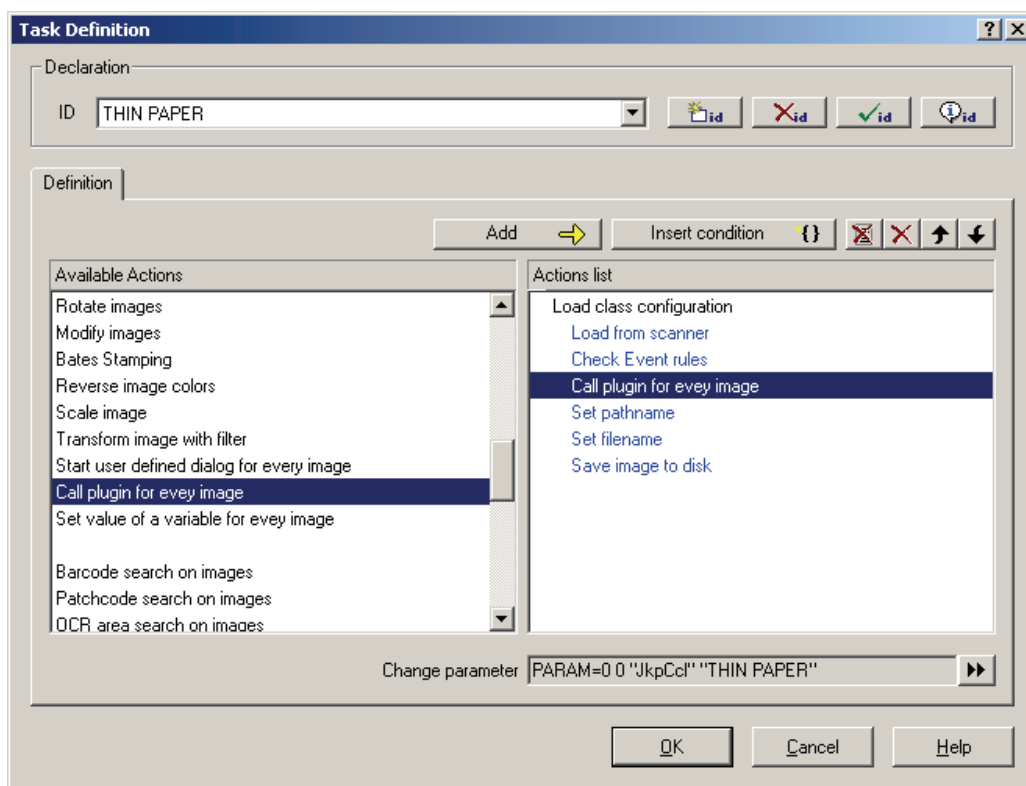 Task Definition
Declaration
ID THIN PAPER id id id id
Definition
Add Insert condition {}
Available Actions
Rotate images
Modify images
Bates Stamping
Reverse image colors
Scale image
Transform image with filter
Start user defined dialog for every image
Call plugin for evey image
Set value of a variable for evey image
Barcode search on images
Patchcode search on images
OCR area search on images
Actions list
Load class configuration
Load from scanner
Check Event rules
Call plugin for evey image
Set pathname
Set filename
Save image to disk
Change parameter PARAM=0 0 "JkpCcl" "THIN PAPER"
OK Cancel Help